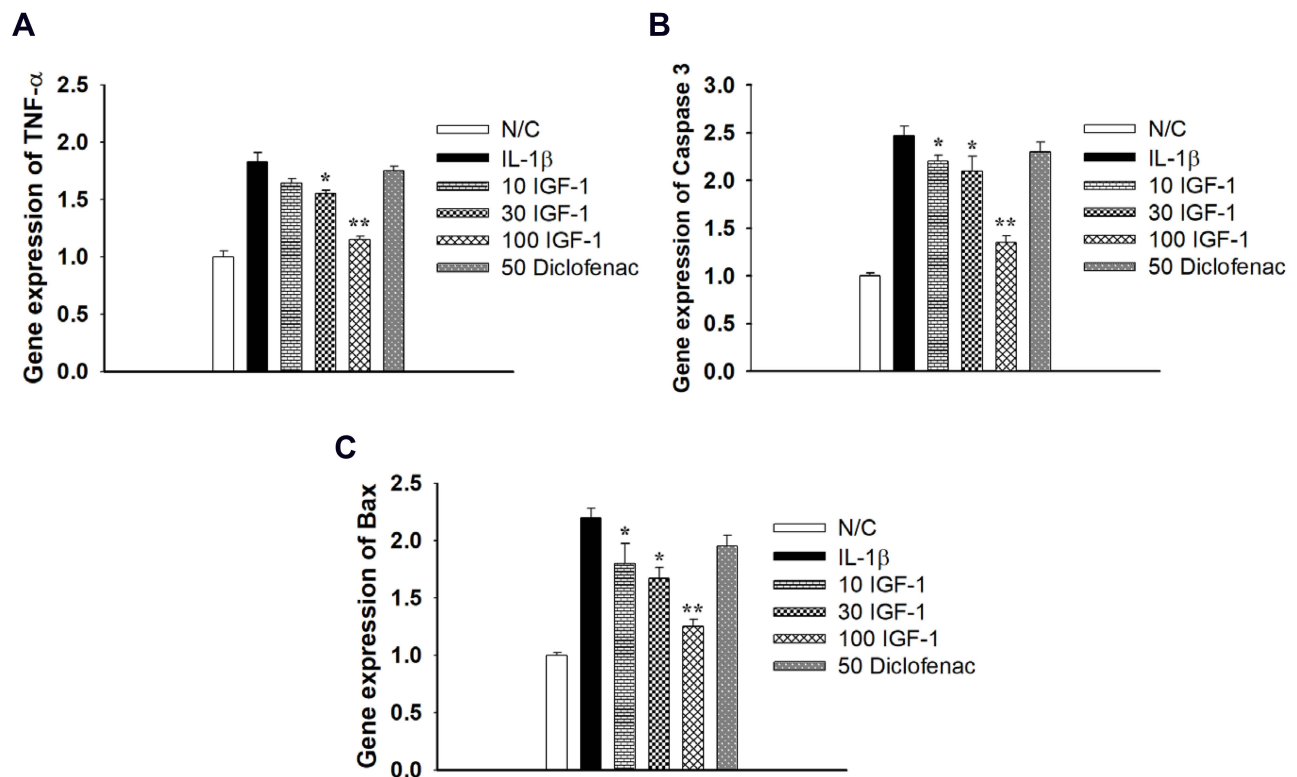 A
Gene expression of TNF-α
2.5
2.0
1.5
1.0
0.5
0.0
*
**
N/C
IL-1β
10 IGF-1
30 IGF-1
100 IGF-1
50 Diclofenac
B
Gene expression of Caspase 3
3.0
2.5
2.0
1.5
1.0
0.5
0.0
*
*
**
N/C
IL-1β
10 IGF-1
30 IGF-1
100 IGF-1
50 Diclofenac
C
Gene expression of Bax
2.5
2.0
1.5
1.0
0.5
0.0
*
*
**
N/C
IL-1β
10 IGF-1
30 IGF-1
100 IGF-1
50 Diclofenac